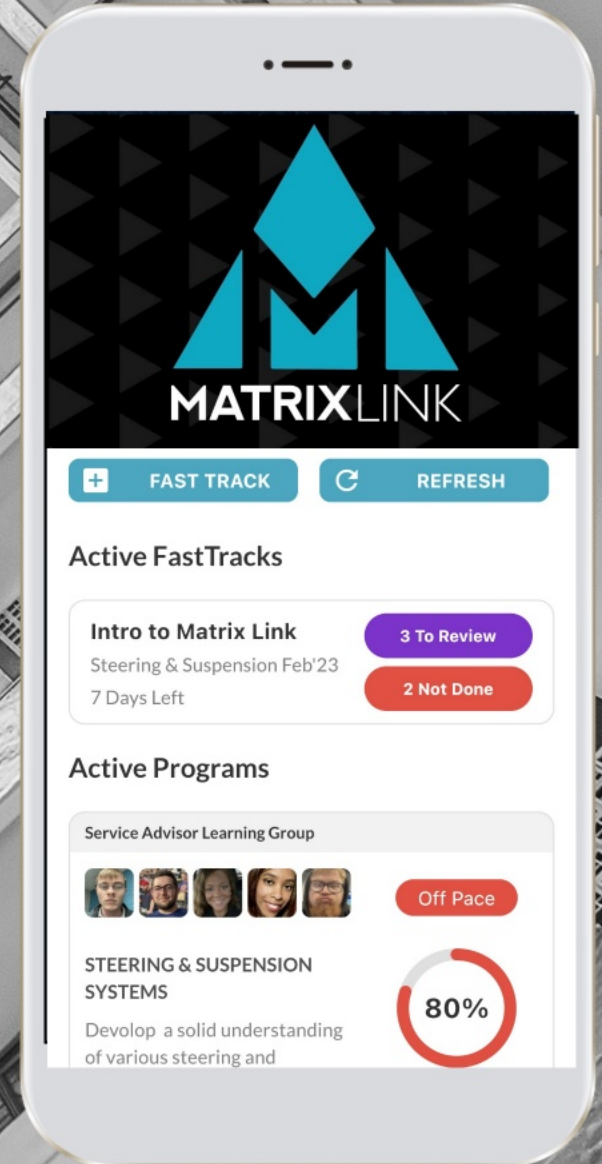 MATRIXLINK
FAST TRACK
REFRESH
Active FastTracks
Intro to Matrix Link
3 To Review
Steering & Suspension Feb'23
7 Days Left
2 Not Done
Active Programs
Service Advisor Learning Group
Off Pace
STEERING & SUSPENSION
SYSTEMS
80%
Devolop a solid understanding
of various steering and